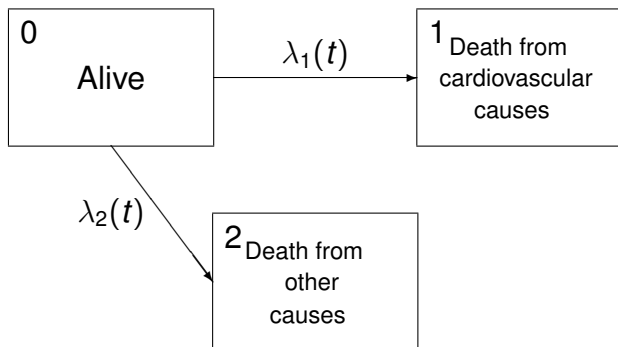 0
Alive
λ1(t)
1 Death from
cardiovascular
causes
λ2(t)
2 Death from
other
causes